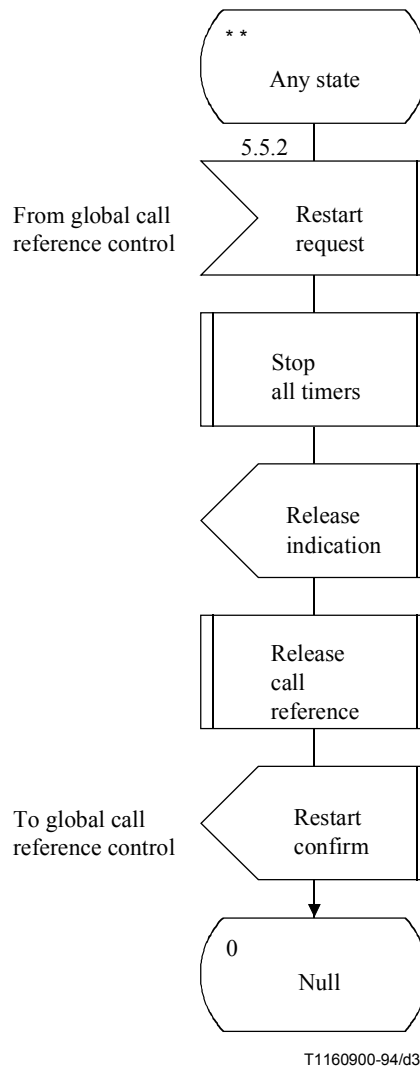 * *
Any state
5.5.2
From global call
reference control
Restart
request
Stop
all timers
Release
indication
Release
call
reference
To global call
reference control
Restart
confirm
0
Null
T1160900-94/d3